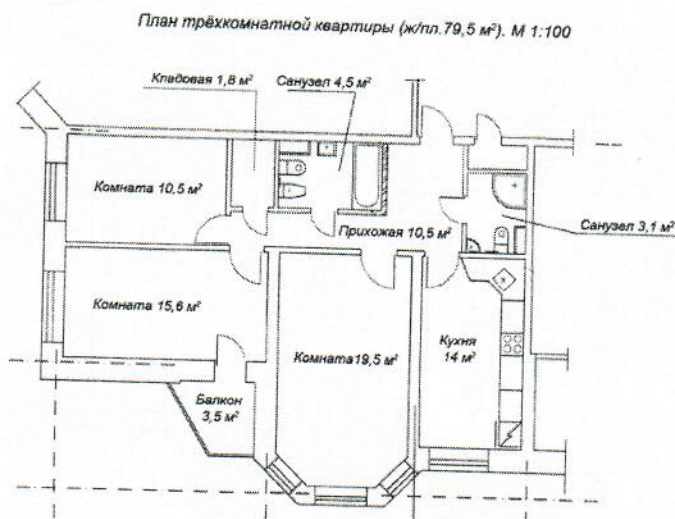 План трёхкомнатной квартиры (ж/пл.79,5 м²). М 1:100
Кладовая 1,8 м²
Санузел 4,5 м²
Комната 10,5 м²
Прихожая 10,5 м²
Санузел 3,1 м²
Комната 15,6 м²
Комната19,5 м²
Кухня
14 м²
Балкон
3,5 м²